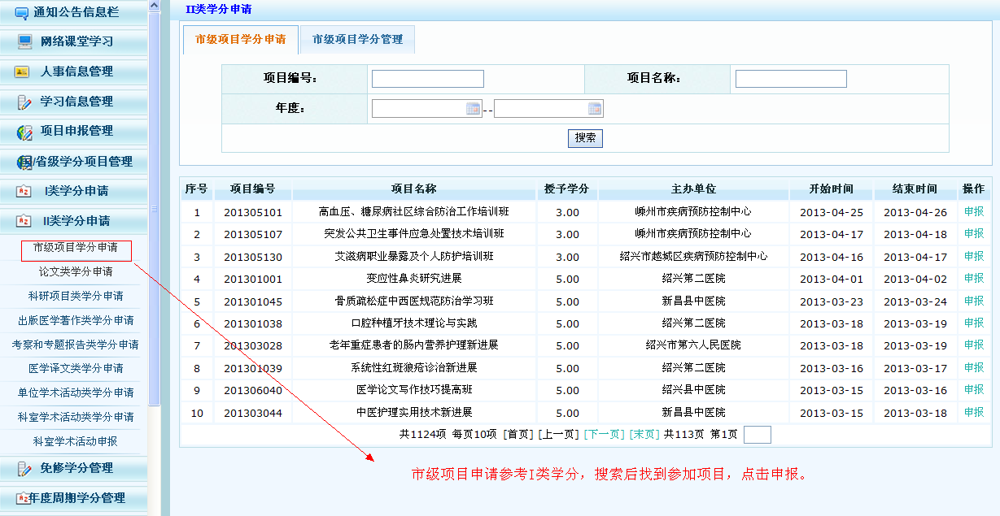 通知公告信息栏
网络课堂学习
人事信息管理
学习信息管理
项目申报管理
/省级学分项目管理
I类学分申请
II类学分申请
市级项目学分申请
论文类学分申请
科研项目类学分申请
出版医学著作类学分申请
考察和专题报告类学分申请
医学译文类学分申请
单位学术活动类学分申请
科室学术活动类学分申请
科室学术活动申报
免修学分管理
年度周期学分管理
II类学分申请
市级项目学分申请 市级项目学分管理
项目编号： 项目名称：
年度： --
搜索
序号 项目编号 项目名称 授予学分 主办单位 开始时间 结束时间 操作
1 201305101 高血压、糖尿病社区综合防治工作培训班 3.00 嵊州市疾病预防控制中心 2013-04-25 2013-04-26 申报
2 201305107 突发公共卫生事件应急处置技术培训班 3.00 嵊州市疾病预防控制中心 2013-04-17 2013-04-18 申报
3 201305130 艾滋病职业暴露及个人防护培训班 3.00 绍兴市越城区疾病预防控制中心 2013-04-16 2013-04-17 申报
4 201301001 变应性鼻炎研究进展 5.00 绍兴第二医院 2013-04-01 2013-04-02 申报
5 201301045 骨质疏松症中西医规范防治学习班 5.00 新昌县中医院 2013-03-23 2013-03-24 申报
6 201301038 口腔种植牙技术理论与实践 5.00 绍兴第二医院 2013-03-18 2013-03-19 申报
7 201303028 老年重症患者的肠内营养护理新进展 5.00 绍兴市第六人民医院 2013-03-18 2013-03-19 申报
8 201301039 系统性红斑狼疮诊治新进展 5.00 绍兴第二医院 2013-03-16 2013-03-17 申报
9 201306040 医学论文写作技巧提高班 5.00 绍兴县中医院 2013-03-15 2013-03-16 申报
10 201303044 中医护理实用技术新进展 5.00 新昌县中医院 2013-03-15 2013-03-18 申报
共1124项 每页10项 [首页] [上一页] [下一页] [末页] 共113页 第1页
市级项目申请参考I类学分，搜索后找到参加项目，点击申报。